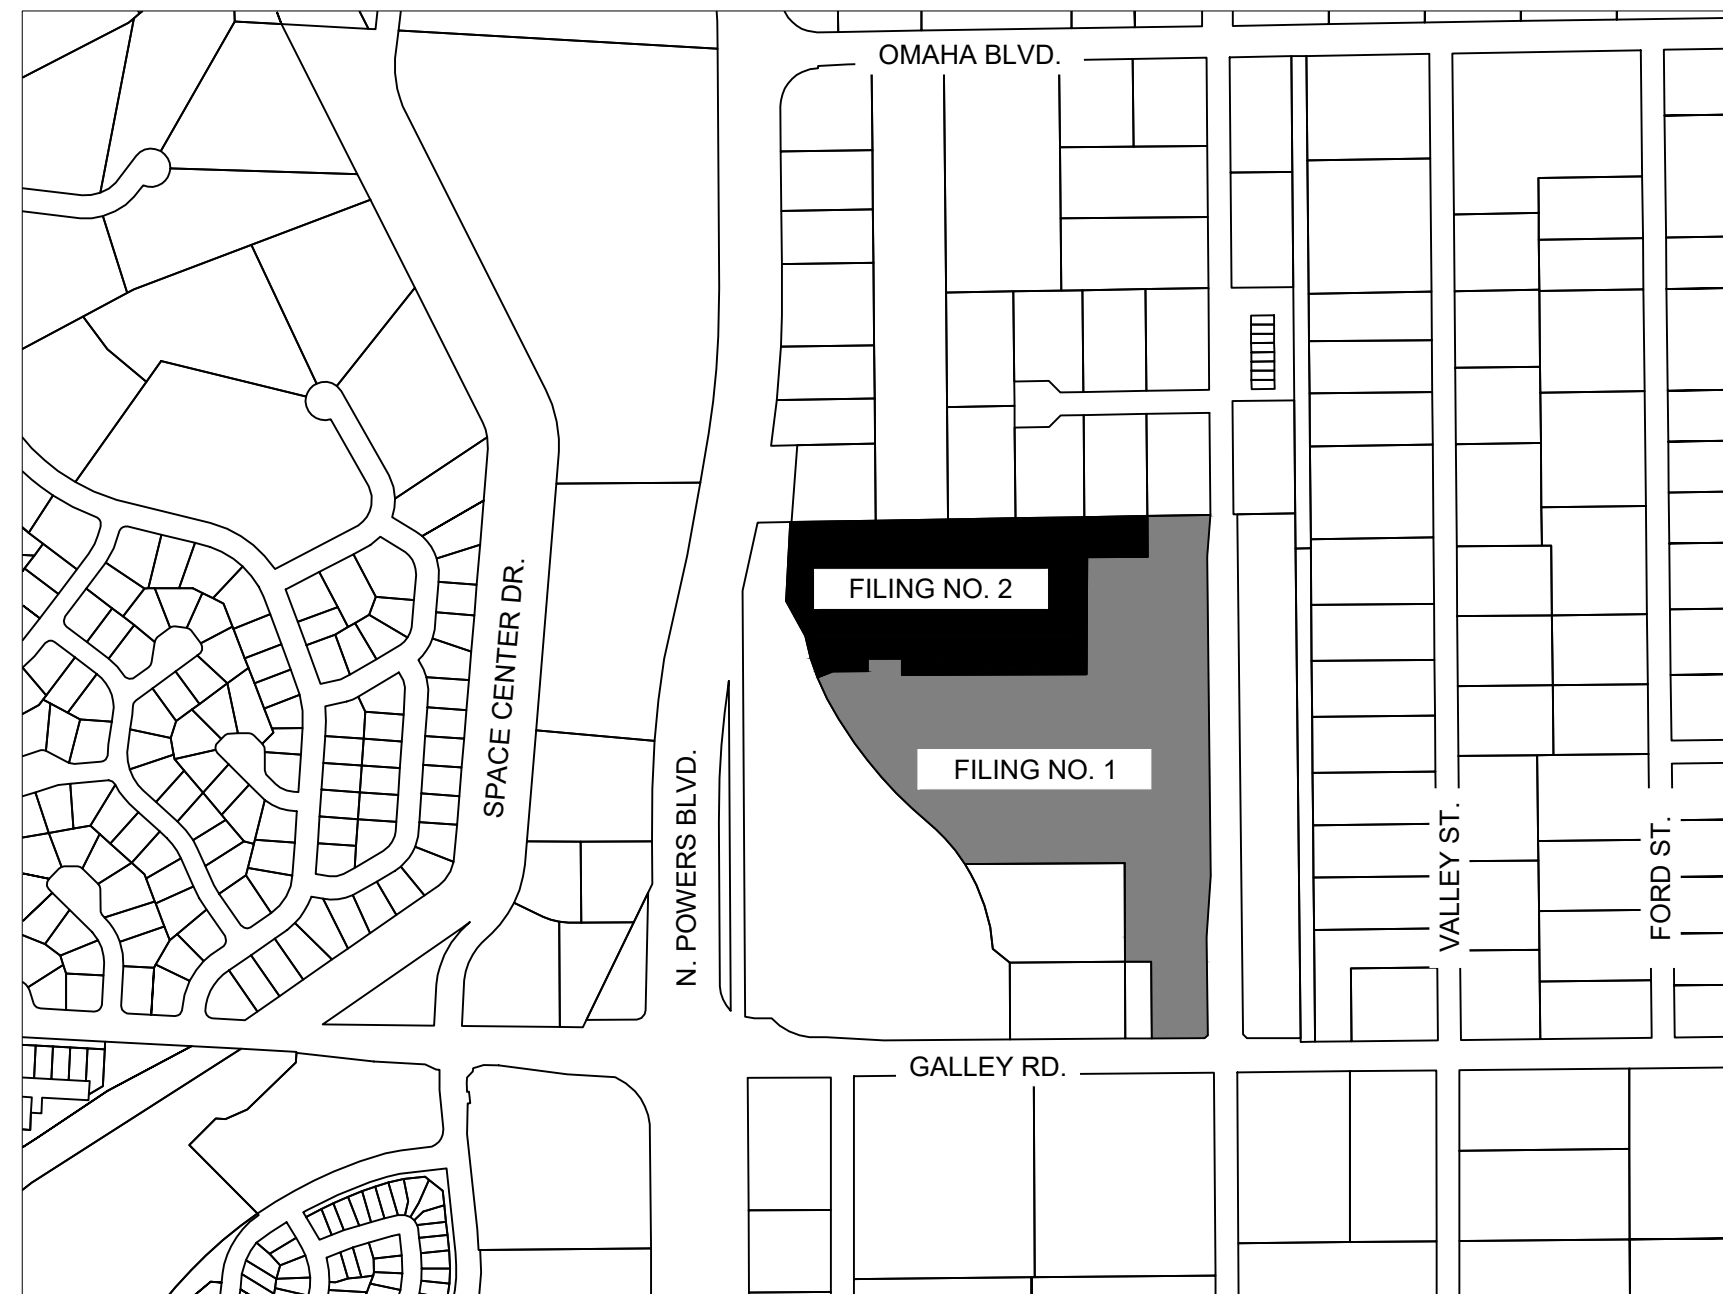 OMAHA BLVD.
FILING NO. 2
SPACE CENTER DR.
FILING NO. 1
N. POWERS BLVD.
VALLEY ST.
FORD ST.
GALLEY RD.